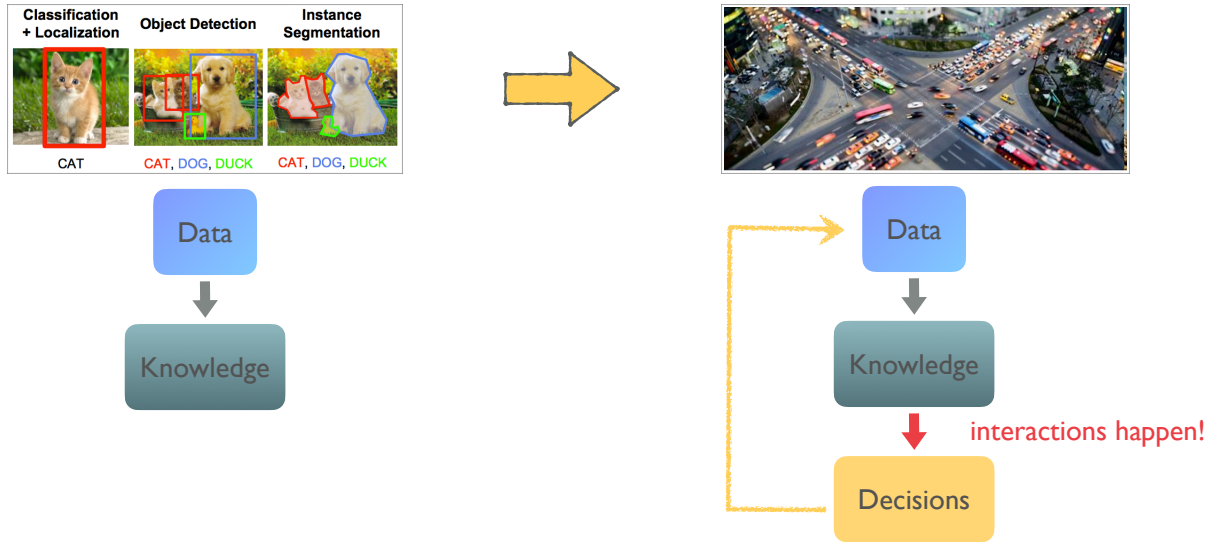 Classification
+ Localization
Object Detection
Instance
Segmentation
CAT
CAT, DOG, DUCK
CAT, DOG, DUCK
Data
Knowledge
Data
Knowledge
interactions happen!
Decisions